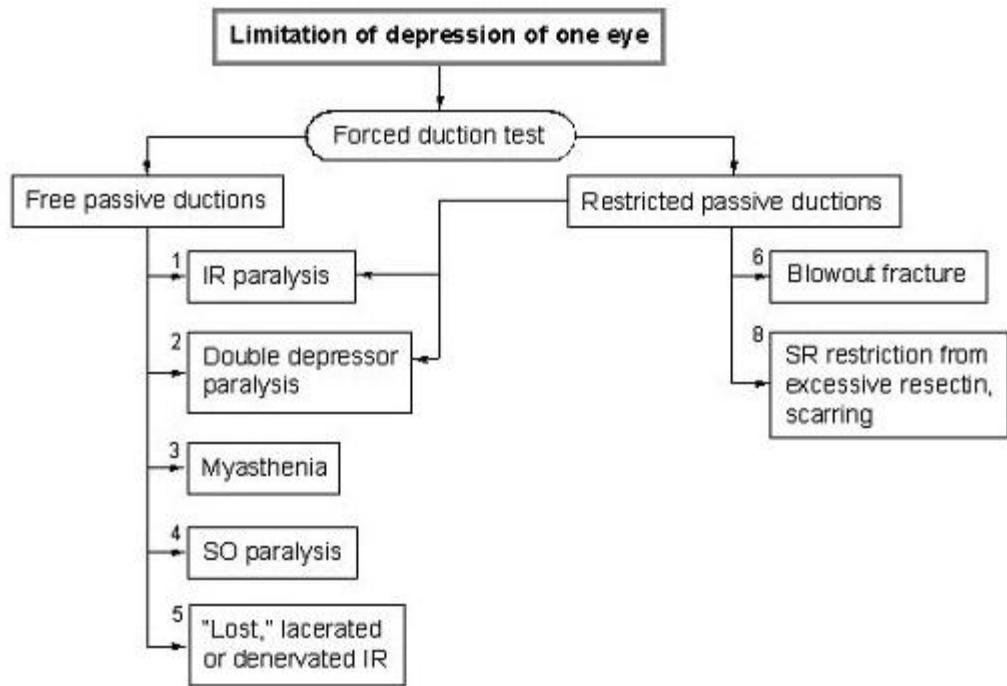 Limitation of depression of one eye
Forced duction test
Free passive ductions
Restricted passive ductions
1
IR paralysis
6
Blowout fracture
2
Double depressor
paralysis
8
SR restriction from
excessive resectin,
scarring
3
Myasthenia
4
SO paralysis
5
"Lost," lacerated
or denervated IR